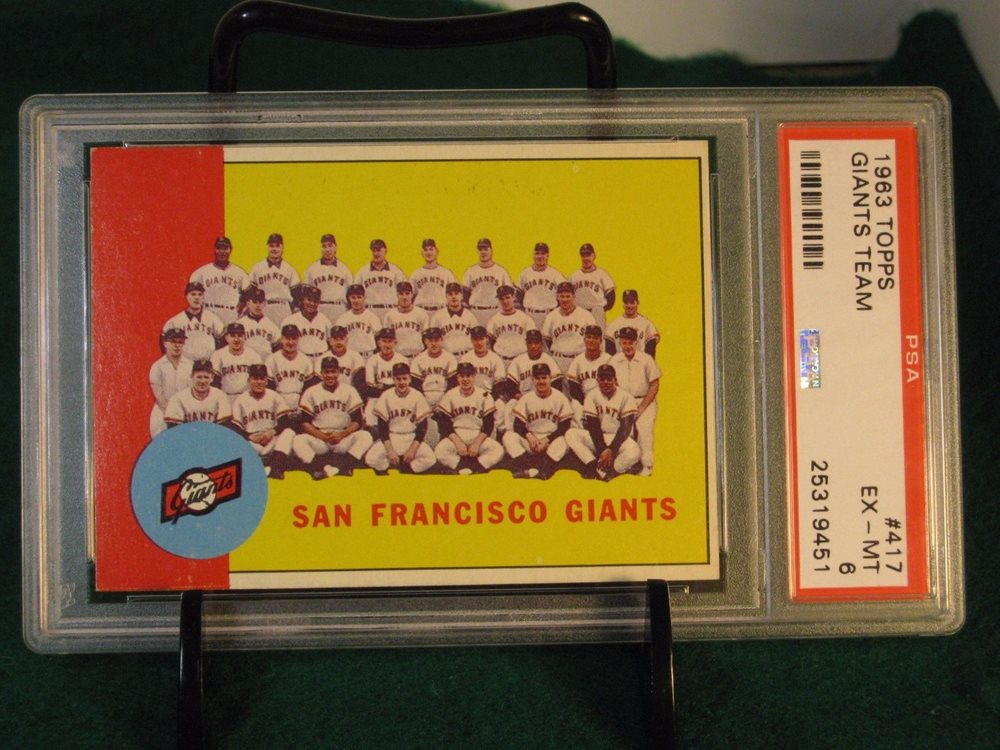 Giants
SAN FRANCISCO GIANTS
1963 TOPPS
GIANTS TEAM
#417
EX-MT
6
25319451
PSA